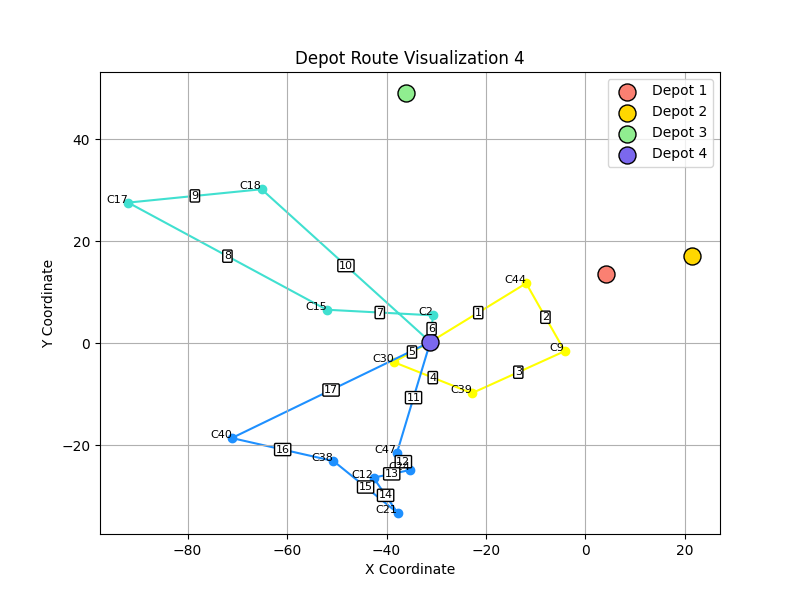 Depot Route Visualization 4
Depot 1
Depot 2
Depot 3
Depot 4
Y Coordinate
40
20
0
−20
−80
−60
−40
−20
0
20
X Coordinate
C17
9
C18
8
10
C15
7
C2
6
C44
1
2
C9
3
C39
4
C30
5
11
17
C40
16
C38
C47
12
13
C12
15
14
C21